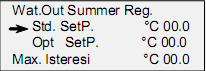 Wat.Out Summer Reg.
Std. SetP. °C 00.0
Opt SetP. °C 00.0
Max. Isteresi °C 00.0